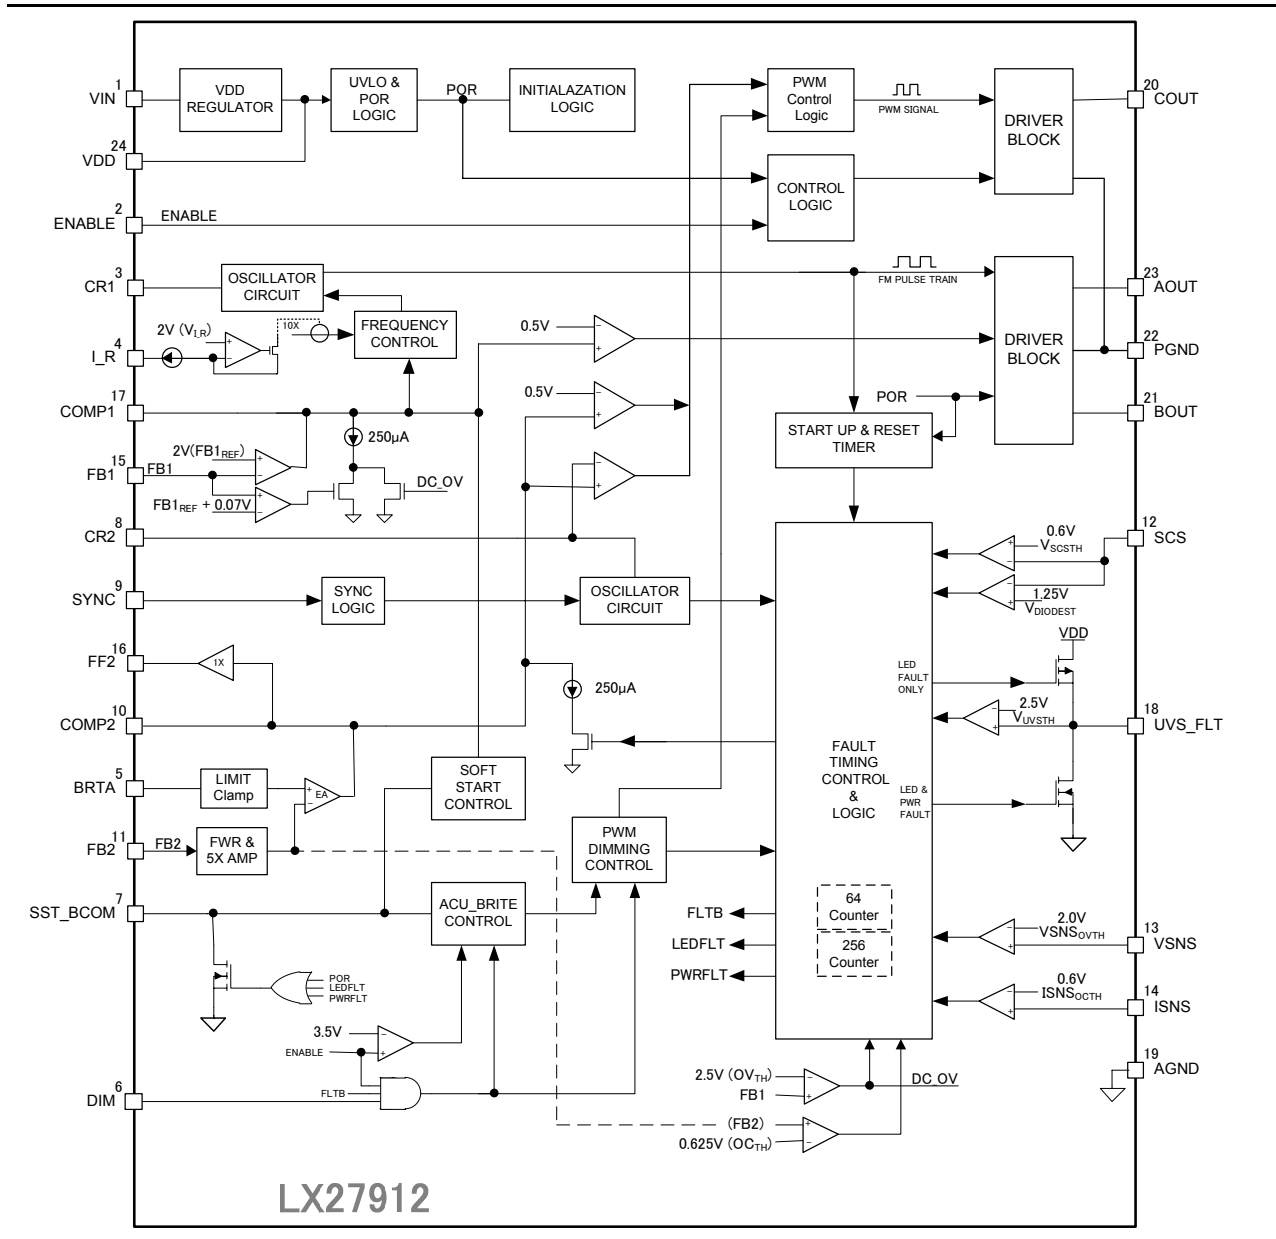 VIN
1
VDD
REGULATOR
UVLO &
POR
LOGIC
POR
INITIALAZATION
LOGIC
PWM
Control
Logic
PWM SIGNAL
DRIVER
BLOCK
20
COUT
VDD
24
CONTROL
LOGIC
ENABLE
2
ENABLE
CR1
3
OSCILLATOR
CIRCUIT
FM PULSE TRAIN
DRIVER
BLOCK
23
AOUT
2V (VI_R)
10X
FREQUENCY
CONTROL
0.5V
−
+
I_R
4
+
−
22
PGND
COMP1
17
0.5V
−
+
POR
21
BOUT
250µA
START UP & RESET
TIMER
2V(FB1REF)
+
−
FB1
15
FB1
−
+
DC_OV
FB1REF + 0.07V
+
−
CR2
8
0.6V
VSCSTH
+
−
12
SCS
SYNC
9
SYNC
LOGIC
OSCILLATOR
CIRCUIT
1.25V
VDIODEST
−
+
FF2
16
1X
VDD
LED
FAULT
ONLY
250µA
2.5V
VUVSTH
−
+
18
UVS_FLT
COMP2
10
FAULT
TIMING
CONTROL
&
LOGIC
BRTA
5
LIMIT
Clamp
+
−
EA
SOFT
START
CONTROL
LED &
PWR
FAULT
FB2
11
FB2
FWR &
5X AMP
PWM
DIMMING
CONTROL
SST_BCOM
7
ACU_BRITE
CONTROL
FLTB
LEDFLT
PWRFLT
64
Counter
256
Counter
2.0V
VSNSOVTH
−
+
13
VSNS
POR
LEDFLT
PWRFLT
0.6V
ISNSOCTH
−
+
14
ISNS
3.5V
−
ENABLE
+
19
AGND
FLTB
DIM
6
2.5V (OVTH)
−
FB1
+
DC_OV
(FB2)
+
0.625V (OCTH)
−
LX27912